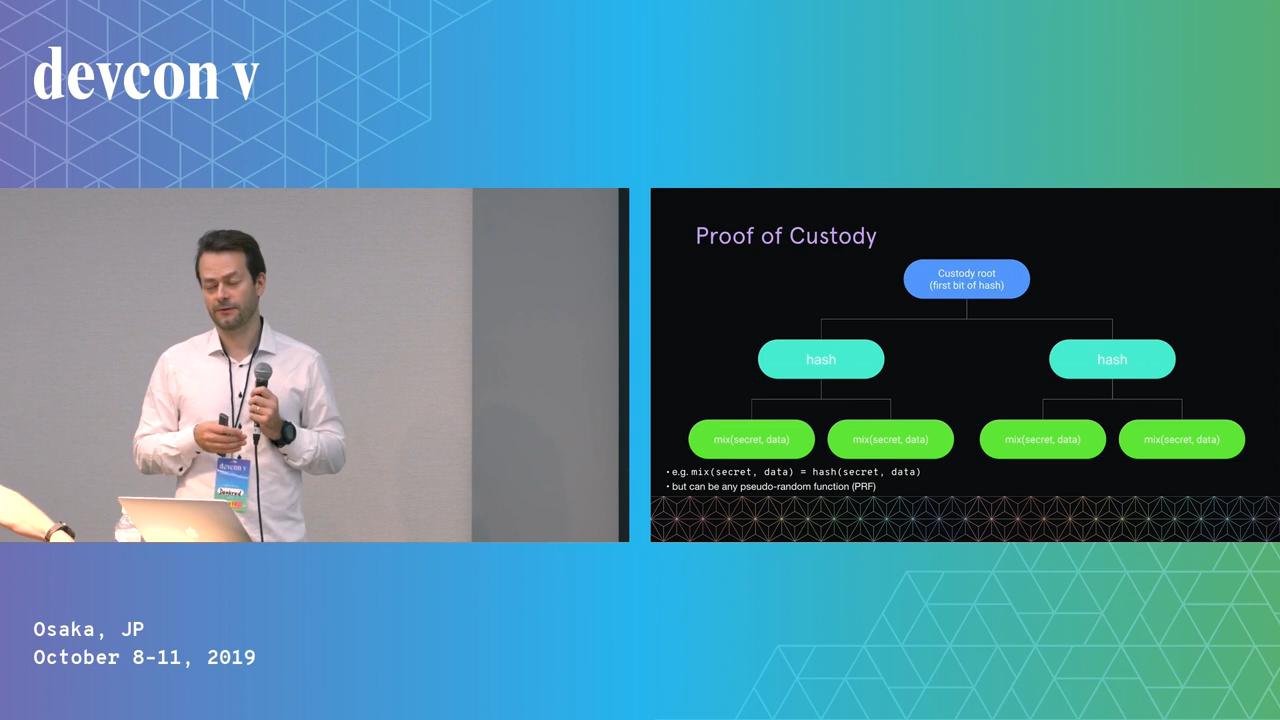 devcon v
Proof of Custody
Custody root
(first bit of hash)
hash
hash
mix(secret, data)
mix(secret, data)
mix(secret, data)
mix(secret, data)
• e.g. mix(secret, data) = hash(secret, data)
• but can be any pseudo-random function (PRF)
devcon v
Dankrad
Osaka, JP
October 8-11, 2019